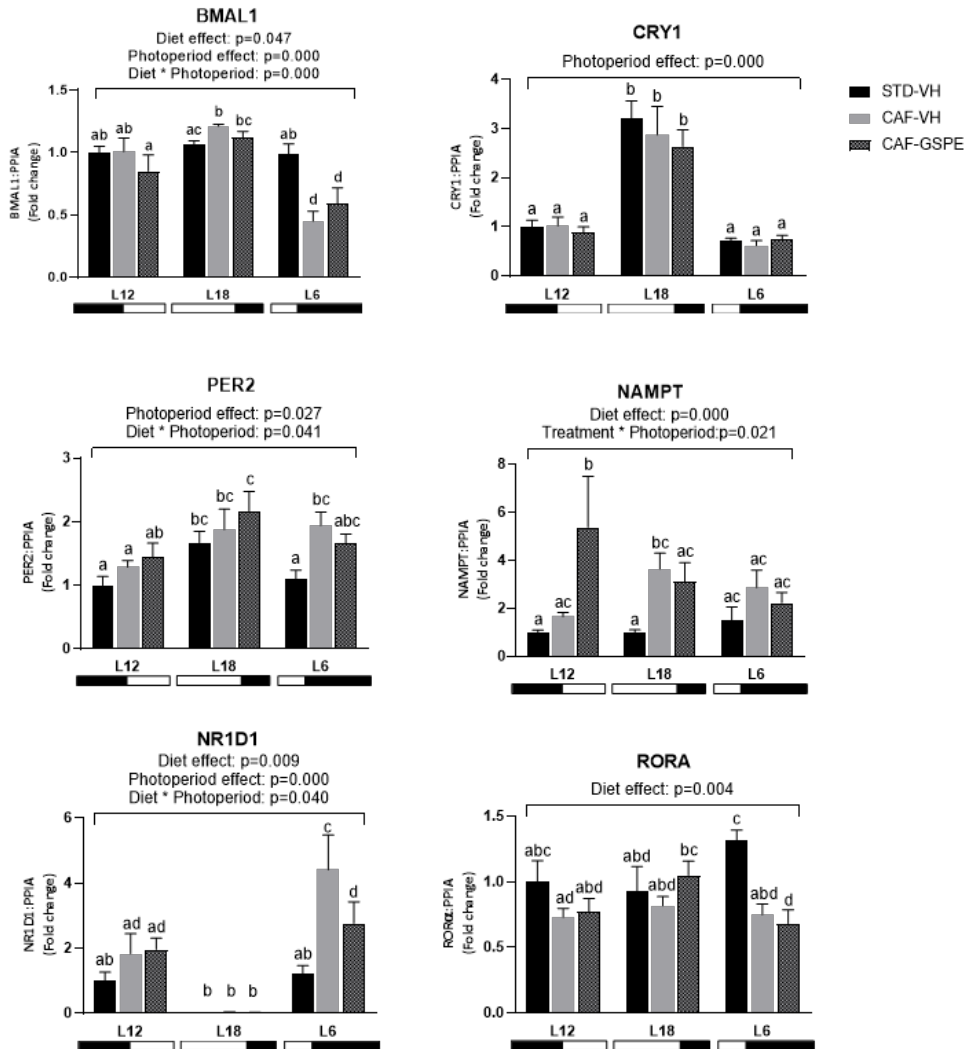 BMAL1
Diet effect: p=0.047
Photoperiod effect: p=0.000
Diet * Photoperiod: p=0.000
BMAL1:PPIA
(Fold change)
1.5
1.0
0.5
0.0
ab ab a
ac b bc
ab d d
L12 L18 L6
CRY1
Photoperiod effect: p=0.000
CRY1:PPIA
(Fold change)
4
3
2
1
0
a a a
b b b
a a a
L12 L18 L6
STD-VH
CAF-VH
CAF-GSPE
PER2
Photoperiod effect: p=0.027
Diet * Photoperiod: p=0.041
PER2:PPIA
(Fold change)
3
2
1
0
a a ab
bc bc c
a bc abc
L12 L18 L6
NAMPT
Diet effect: p=0.000
Treatment * Photoperiod:p=0.021
NAMPT:PPIA
(Fold change)
8
6
4
2
0
a ac b
a bc ac
ac ac ac
L12 L18 L6
NR1D1
Diet effect: p=0.009
Photoperiod effect: p=0.000
Diet * Photoperiod: p=0.040
NR1D1:PPIA
(Fold change)
6
4
2
0
ab ad ad
b b b
ab c d
L12 L18 L6
RORA
Diet effect: p=0.004
RORα:PPIA
(Fold change)
1.5
1.0
0.5
0.0
abc ad abd
abd abd bc
c abd d
L12 L18 L6